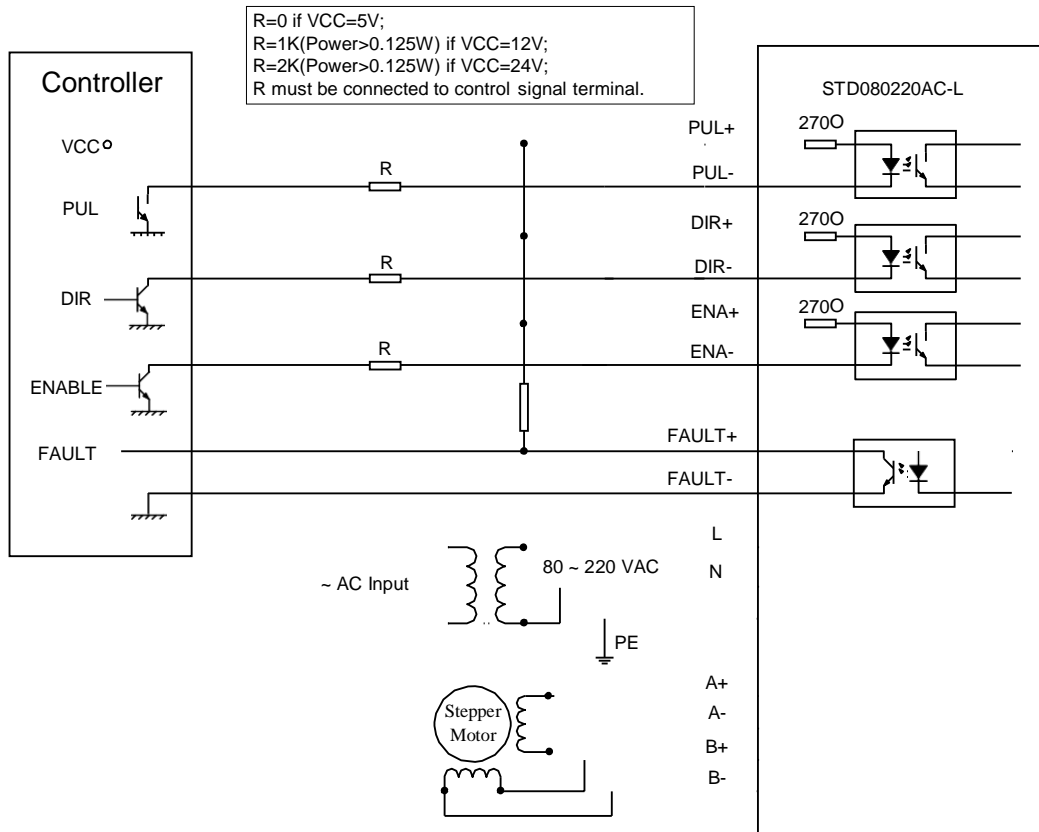 R=0 if VCC=5V;
R=1K(Power>0.125W) if VCC=12V;
R=2K(Power>0.125W) if VCC=24V;
R must be connected to control signal terminal.
Controller
STD080220AC-L
VCC
PUL+
270O
R
PUL-
PUL
DIR+
270O
R
DIR-
DIR
ENA+
270O
R
ENA-
ENABLE
FAULT+
FAULT
FAULT-
L
80 ~ 220 VAC
N
~ AC Input
PE
A+
Stepper
Motor
A-
B+
B-